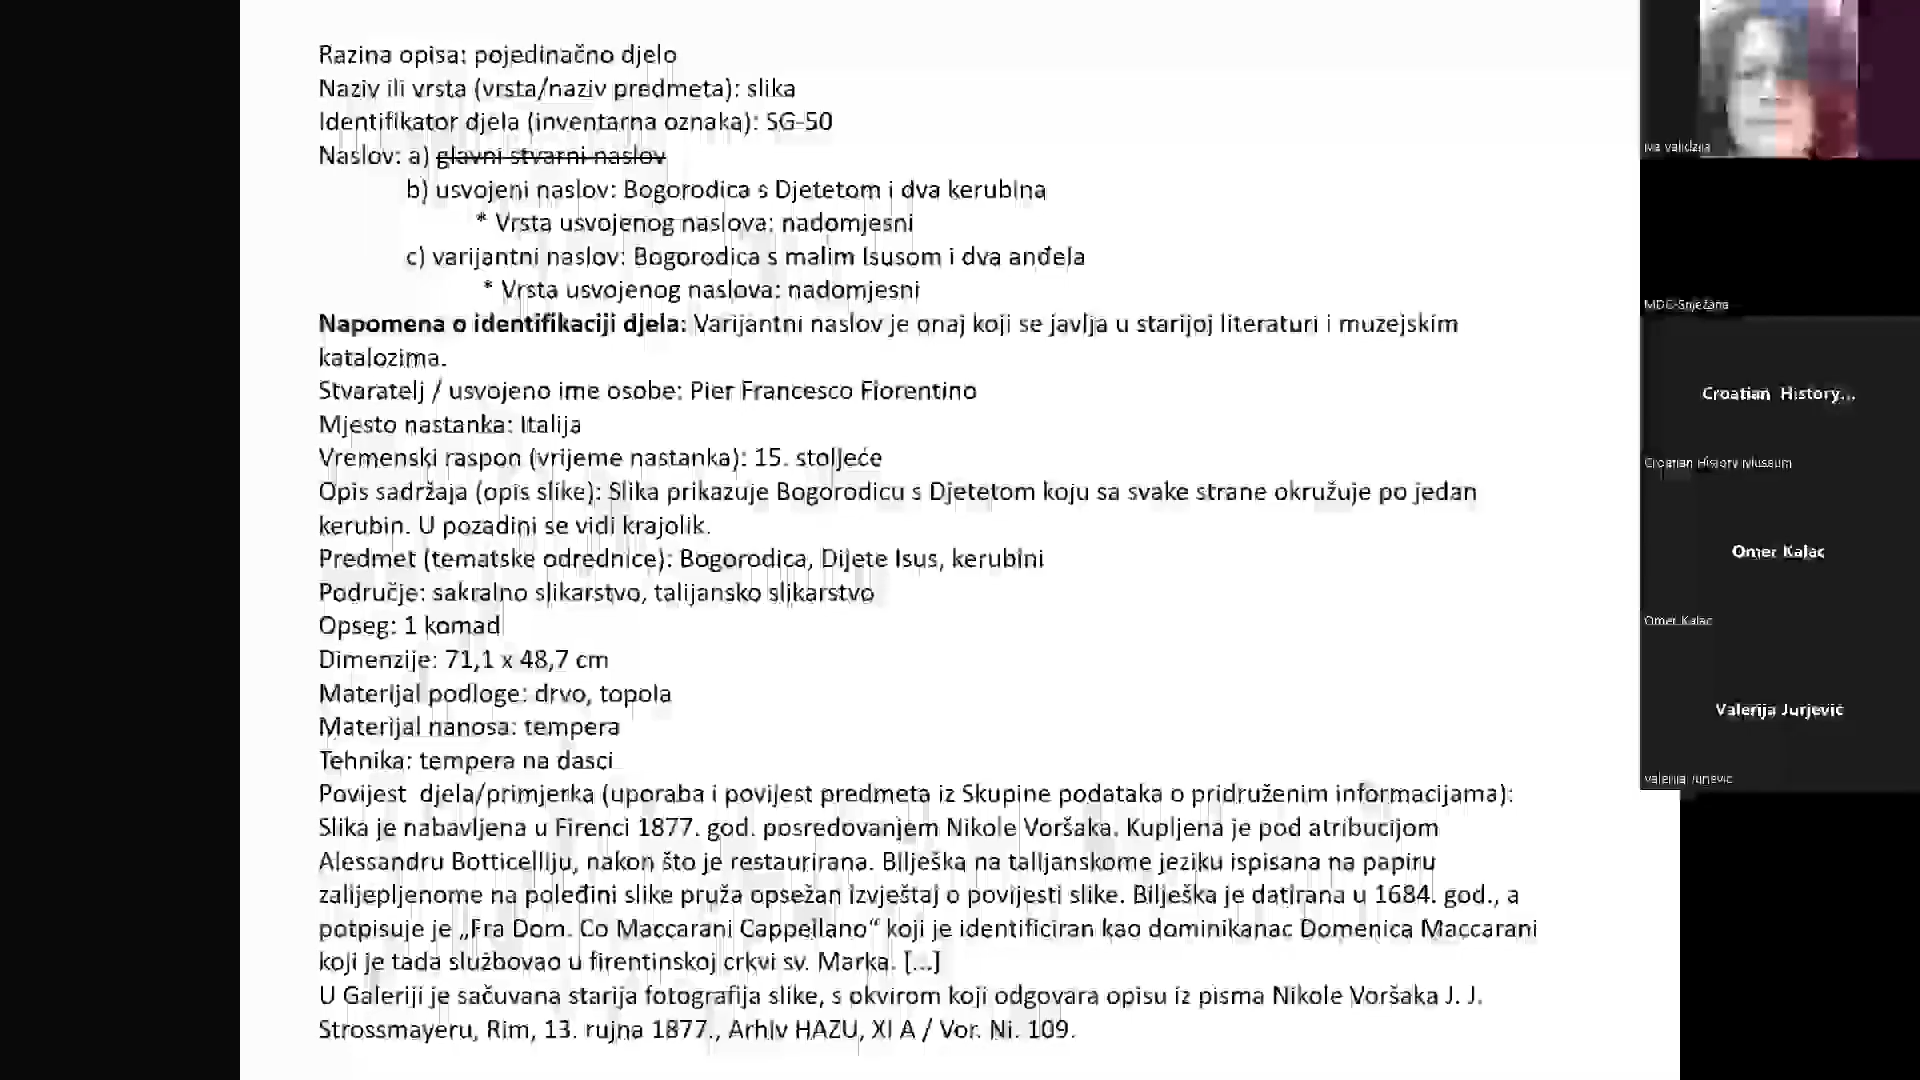 Razina opisa: pojedinačno djelo
Naziv ili vrsta (vrsta/naziv predmeta): slika
Identifikator djela (inventarna oznaka): SG-50
Naslov: a) glavni stvarni naslov
b) usvojeni naslov: Bogorodica s Djetetom i dva kerubina
* Vrsta usvojenog naslova: nadomjesni
c) varijantni naslov: Bogorodica s malim Isusom i dva anđela
* Vrsta usvojenog naslova: nadomjesni
Napomena o identifikaciji djela: Varijantni naslov je onaj koji se javlja u starijoj literaturi i muzejskim
katalozima.
Stvaratelj / usvojeno ime osobe: Pier Francesco Fiorentino
Mjesto nastanka: Italija
Vremenski raspon (vrijeme nastanka): 15. stoljeće
Opis sadržaja (opis slike): Slika prikazuje Bogorodicu s Djetetom koju sa svake strane okružuje po jedan
kerubin. U pozadini se vidi krajolik.
Predmet (tematske odrednice): Bogorodica, Dijete Isus, kerubini
Područje: sakralno slikarstvo, talijansko slikarstvo
Opseg: 1 komad
Dimenzije: 71,1 x 48,7 cm
Materijal podloge: drvo, topola
Materijal nanosa: tempera
Tehnika: tempera na dasci
Povijest djela/primjerka (uporaba i povijest predmeta iz Skupine podataka o pridruženim informacijama):
Slika je nabavljena u Firenci 1877. god. posredovanjem Nikole Voršaka. Kupljena je pod atribucijom
Alessandru Botticelliju, nakon što je restaurirana. Bilješka na talijanskome jeziku ispisana na papiru
zalijepljenome na poleđini slike pruža opsežan izvještaj o povijesti slike. Bilješka je datirana u 1684. god., a
potpisuje je „Fra Dom. Co Maccarani Cappellano“ koji je identificiran kao dominikanac Domenica Maccarani
koji je tada službovao u firentinskoj crkvi sv. Marka. [...]
U Galeriji je sačuvana starija fotografija slike, s okvirom koji odgovara opisu iz pisma Nikole Voršaka J. J.
Strossmayeru, Rim, 13. rujna 1877., Arhiv HAZU, XI A / Vor. Ni. 109.
MDC-Snježana
Croatian History...
Croatian History Museum
Omer Kalac
Omer Kalac
Valerija Jurjević
Valerija Jurjević